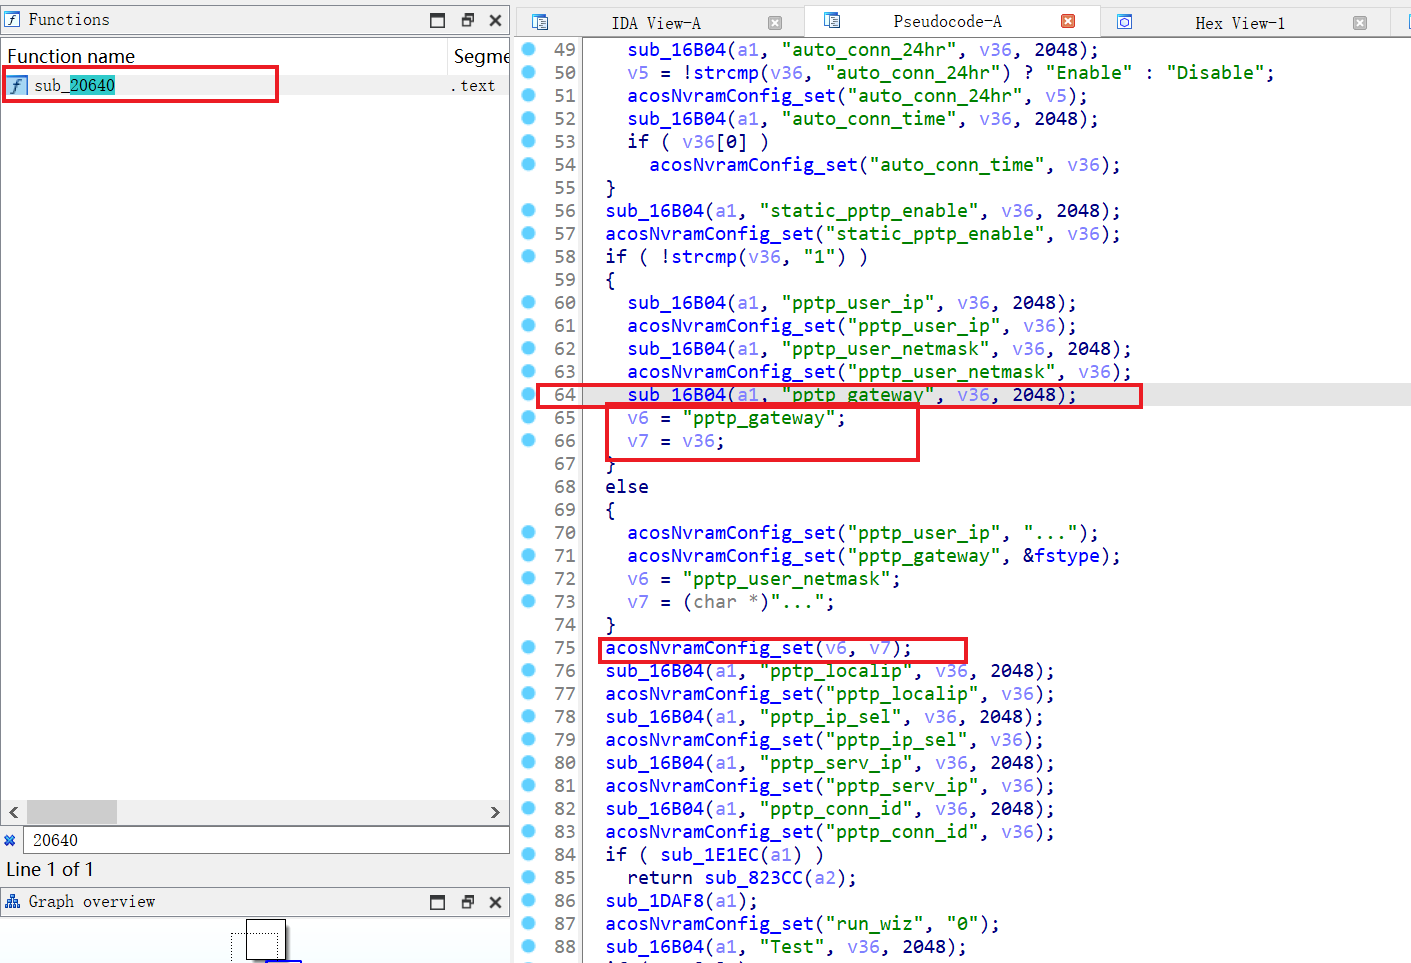 Functions
Function name
Segme
sub_20640
.text
20640
Line 1 of 1
Graph overview
IDA View-A
Pseudocode-A
Hex View-1
49 sub_16B04(a1, "auto_conn_24hr", v36, 2048);
50 v5 = !strcmp(v36, "auto_conn_24hr") ? "Enable" : "Disable";
51 acosNvramConfig_set("auto_conn_24hr", v5);
52 sub_16B04(a1, "auto_conn_time", v36, 2048);
53 if ( v36[0] )
54 acosNvramConfig_set("auto_conn_time", v36);
55 }
56 sub_16B04(a1, "static_pptp_enable", v36, 2048);
57 acosNvramConfig_set("static_pptp_enable", v36);
58 if ( !strcmp(v36, "1") )
59 {
60 sub_16B04(a1, "pptp_user_ip", v36, 2048);
61 acosNvramConfig_set("pptp_user_ip", v36);
62 sub_16B04(a1, "pptp_user_netmask", v36, 2048);
63 acosNvramConfig_set("pptp_user_netmask", v36);
64 sub_16B04(a1, "pptp_gateway", v36, 2048);
65 v6 = "pptp_gateway";
66 v7 = v36;
67 }
68 else
69 {
70 acosNvramConfig_set("pptp_user_ip", "...");
71 acosNvramConfig_set("pptp_gateway", &fstype);
72 v6 = "pptp_user_netmask";
73 v7 = (char *)"...";
74 }
75 acosNvramConfig_set(v6, v7);
76 sub_16B04(a1, "pptp_localip", v36, 2048);
77 acosNvramConfig_set("pptp_localip", v36);
78 sub_16B04(a1, "pptp_ip_sel", v36, 2048);
79 acosNvramConfig_set("pptp_ip_sel", v36);
80 sub_16B04(a1, "pptp_serv_ip", v36, 2048);
81 acosNvramConfig_set("pptp_serv_ip", v36);
82 sub_16B04(a1, "pptp_conn_id", v36, 2048);
83 acosNvramConfig_set("pptp_conn_id", v36);
84 if ( sub_1E1EC(a1) )
85 return sub_823CC(a2);
86 sub_1DAF8(a1);
87 acosNvramConfig_set("run_wiz", "0");
88 sub_16B04(a1, "Test", v36, 2048);